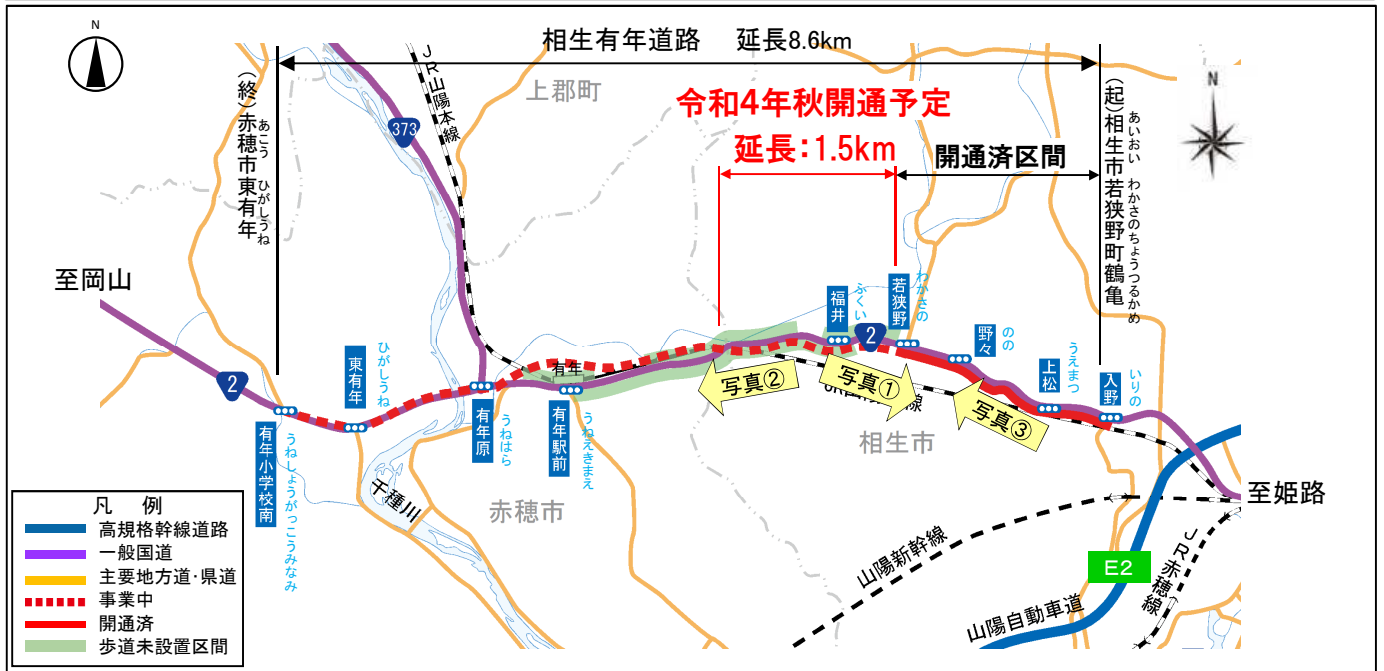 N
相生有年道路 延長8.6km
上郡町
JR山陽本線
373
令和4年秋開通予定
延長:1.5km
開通済区間
N
(終)赤穂市東有年
あこう ひがしうね
(起)相生市若狭野町鶴亀
あいおい わかさのちょうつるかめ
至岡山
2
有年小学校南
うねしょうがっこうみなみ
東有年
ひがしうね
有年原
うねはら
有年
有年駅前
うねえきまえ
福井
ふくい
2
若狭野
わかさの
野々
のの
上松
うえまつ
入野
いりの
写真②
写真①
写真③
線
相生市
赤穂市
千種川
至姫路
山陽新幹線
E2
JR赤穂線
山陽自動車道
凡 例
高規格幹線道路
一般国道
主要地方道・県道
事業中
開通済
歩道未設置区間